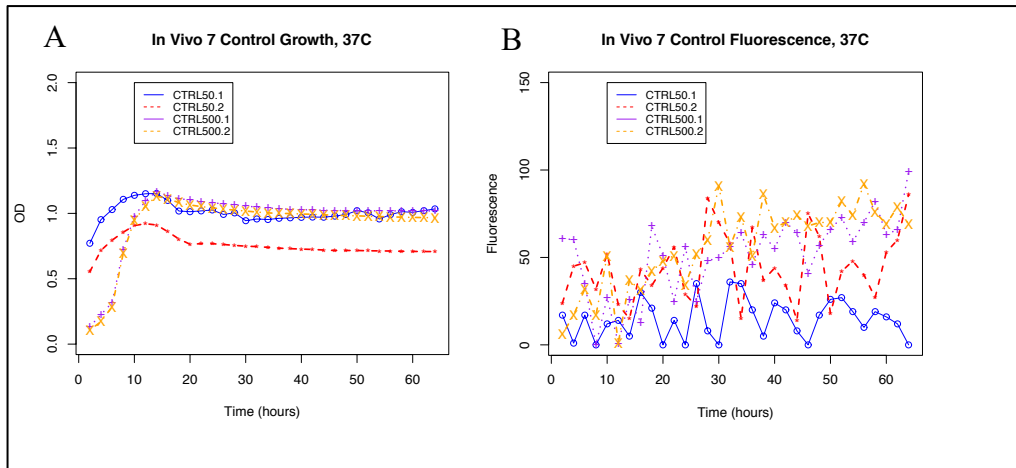 A
In Vivo 7 Control Growth, 37C
CTRL50.1
CTRL50.2
CTRL500.1
CTRL500.2
OD
2.0
1.5
1.0
0.5
0.0
0 10 20 30 40 50 60
Time (hours)
B
In Vivo 7 Control Fluorescence, 37C
CTRL50.1
CTRL50.2
CTRL500.1
CTRL500.2
Fluorescence
150
100
50
0
0 10 20 30 40 50 60
Time (hours)